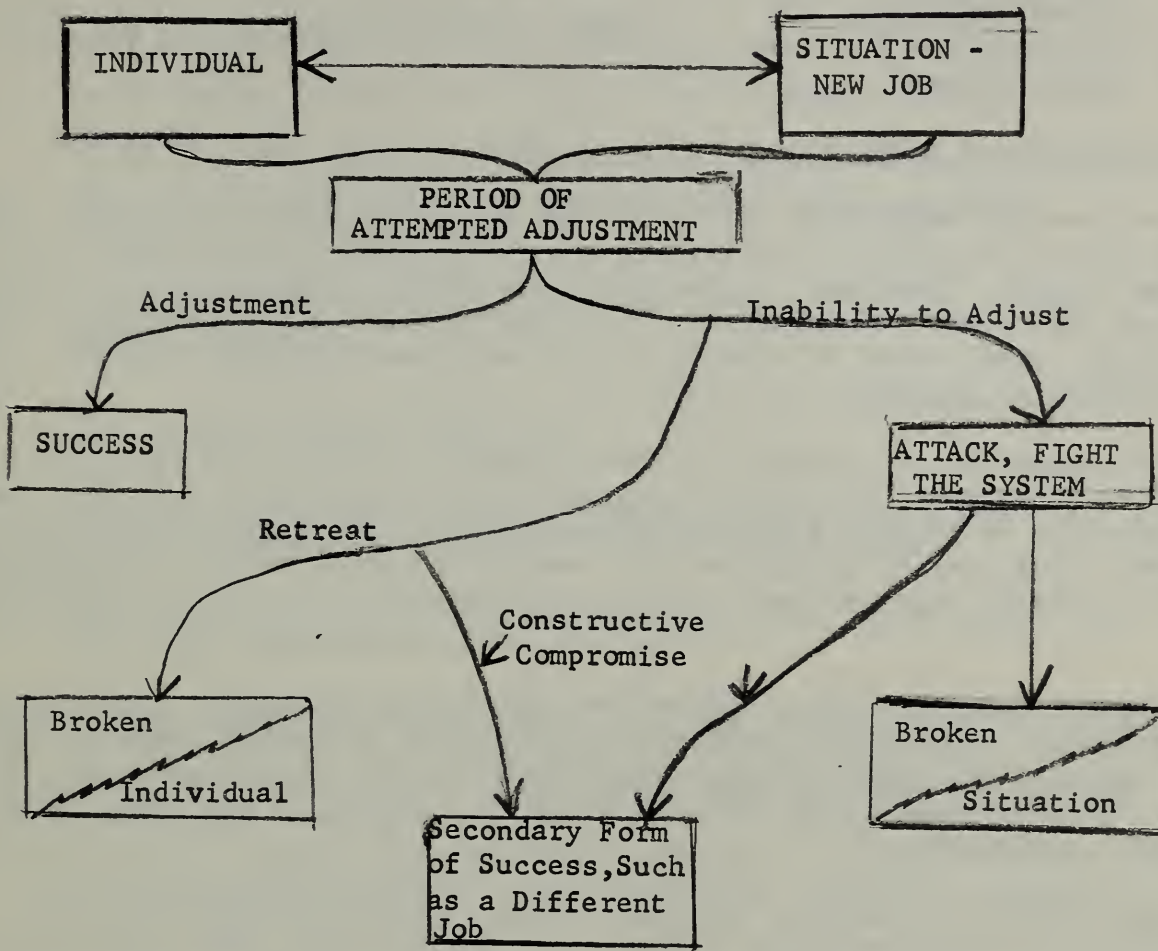 INDIVIDUAL
SITUATION -
NEW JOB
PERIOD OF
ATTEMPTED ADJUSTMENT
Adjustment
Inability to Adjust
SUCCESS
ATTACK, FIGHT
THE SYSTEM
Retreat
Constructive
Compromise
Broken
Individual
Broken
Situation
Secondary Form
of Success,Such
as a Different
Job